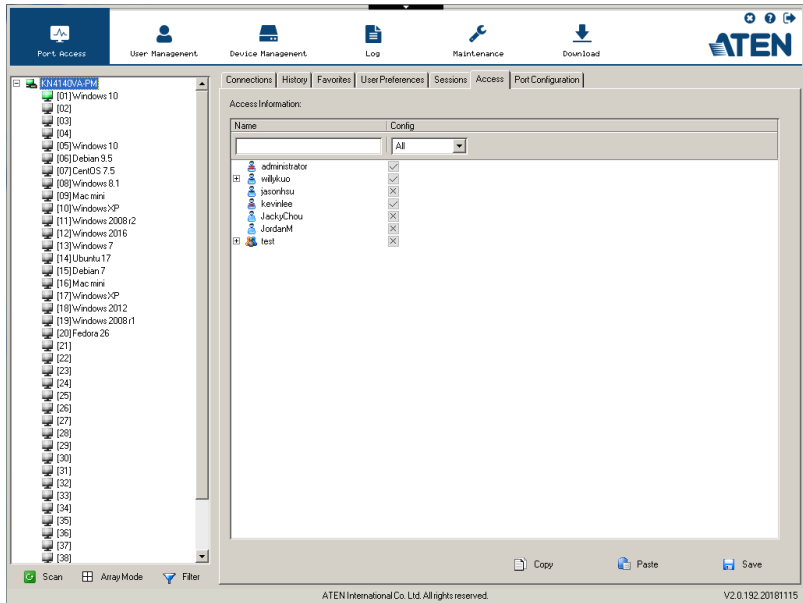 Port Access
User Management
Device Management
Log
Maintenance
Download
ATEN
KN4140VA-PM
[01]Windows 10
[02]
[03]
[04]
[05]Windows 10
[06]Debian 9.5
[07]CentOS 7.5
[08]Windows 8.1
[09]Mac mini
[10]WindowsXP
[11]Windows 2008 r2
[12]Windows 2016
[13]Windows 7
[14]Ubuntu 17
[15]Debian 7
[16]Mac mini
[17]WindowsXP
[18]Windows 2012
[19]Windows 2008 r1
[20]Fedora 26
[21]
[22]
[23]
[24]
[25]
[26]
[27]
[28]
[29]
[30]
[31]
[32]
[33]
[34]
[35]
[36]
[37]
[38]
Scan
Array Mode
Filter
Connections
History
Favorites
User Preferences
Sessions
Access
Port Configuration
Access Information:
Name
Config
All
administrator
willykuo
jasonhsu
kevinlee
JackyChou
JordanM
test
Copy
Paste
Save
ATEN International Co. Ltd. All rights reserved.
V2.0.192.20181115